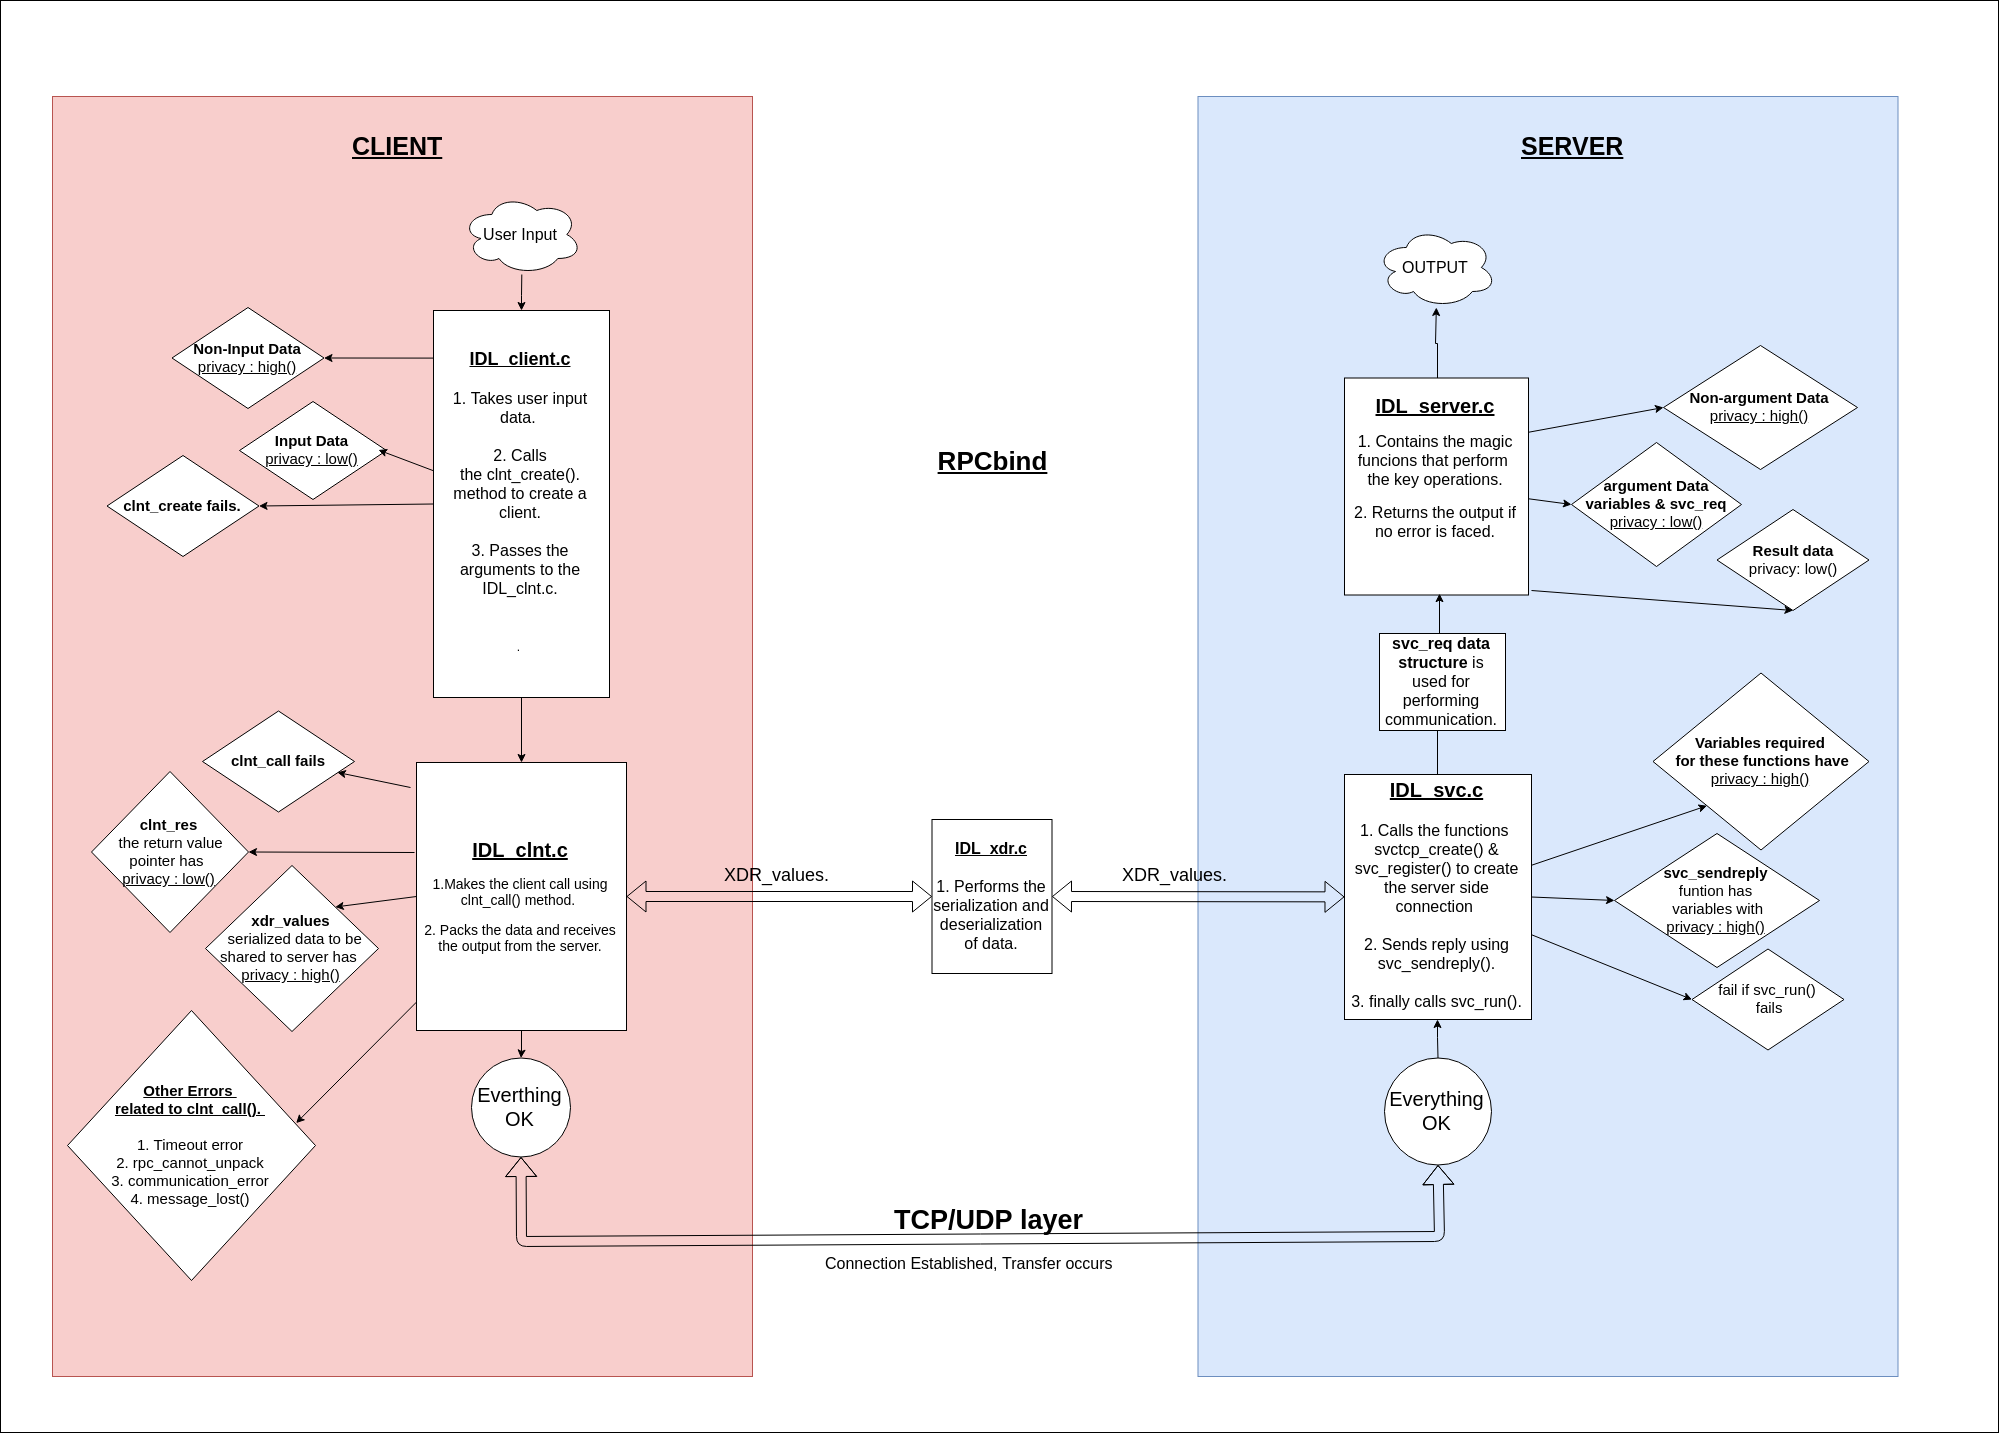 CLIENT
User Input
Non-Input Data
privacy : high()
Input Data
privacy : low()
clnt_create fails.
IDL_client.c
1. Takes user input
data.
2. Calls
the clnt_create().
method to create a
client.
3. Passes the
arguments to the
IDL_clnt.c.
.
clnt_call fails
clnt_res
the return value
pointer has
privacy : low()
xdr_values
serialized data to be
shared to server has
privacy : high()
Other Errors
related to clnt_call().
1. Timeout error
2. rpc_cannot_unpack
3. communication_error
4. message_lost()
IDL_clnt.c
1.Makes the client call using
clnt_call() method.
2. Packs the data and receives
the output from the server.
Everthing
OK
RPCbind
XDR_values.
IDL_xdr.c
1. Performs the
serialization and
deserialization
of data.
XDR_values.
TCP/UDP layer
Connection Established, Transfer occurs
SERVER
OUTPUT
IDL_server.c
1. Contains the magic
funcions that perform
the key operations.
2. Returns the output if
no error is faced.
Non-argument Data
privacy : high()
argument Data
variables & svc_req
privacy : low()
Result data
privacy: low()
svc_req data
structure is
used for
performing
communication.
IDL_svc.c
1. Calls the functions
svctcp_create() &
svc_register() to create
the server side
connection
2. Sends reply using
svc_sendreply().
3. finally calls svc_run().
Variables required
for these functions have
privacy : high()
svc_sendreply
funtion has
variables with
privacy : high()
fail if svc_run()
fails
Everything
OK